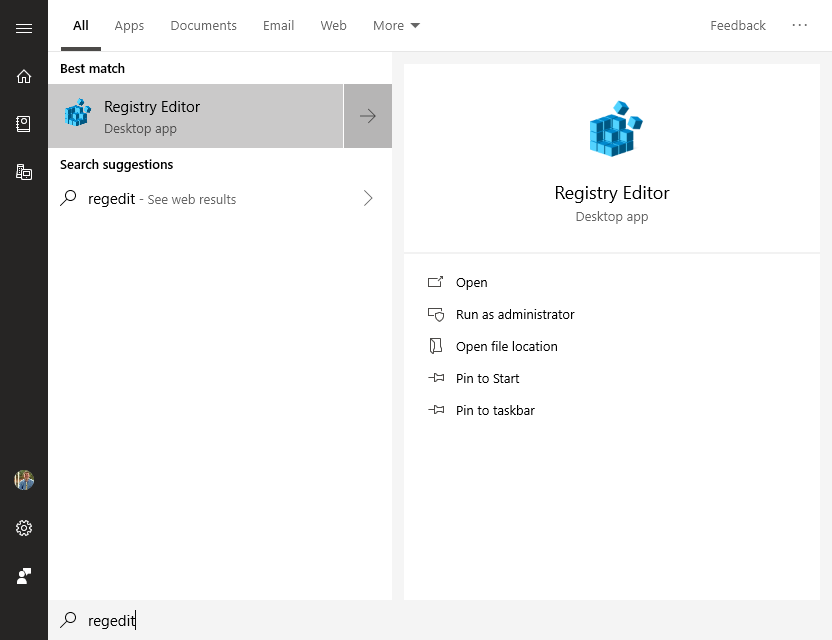 All Apps Documents Email Web More Feedback ...
Best match
Registry Editor
Desktop app
Search suggestions
regedit - See web results
Registry Editor
Desktop app
Open
Run as administrator
Open file location
Pin to Start
Pin to taskbar
regedit